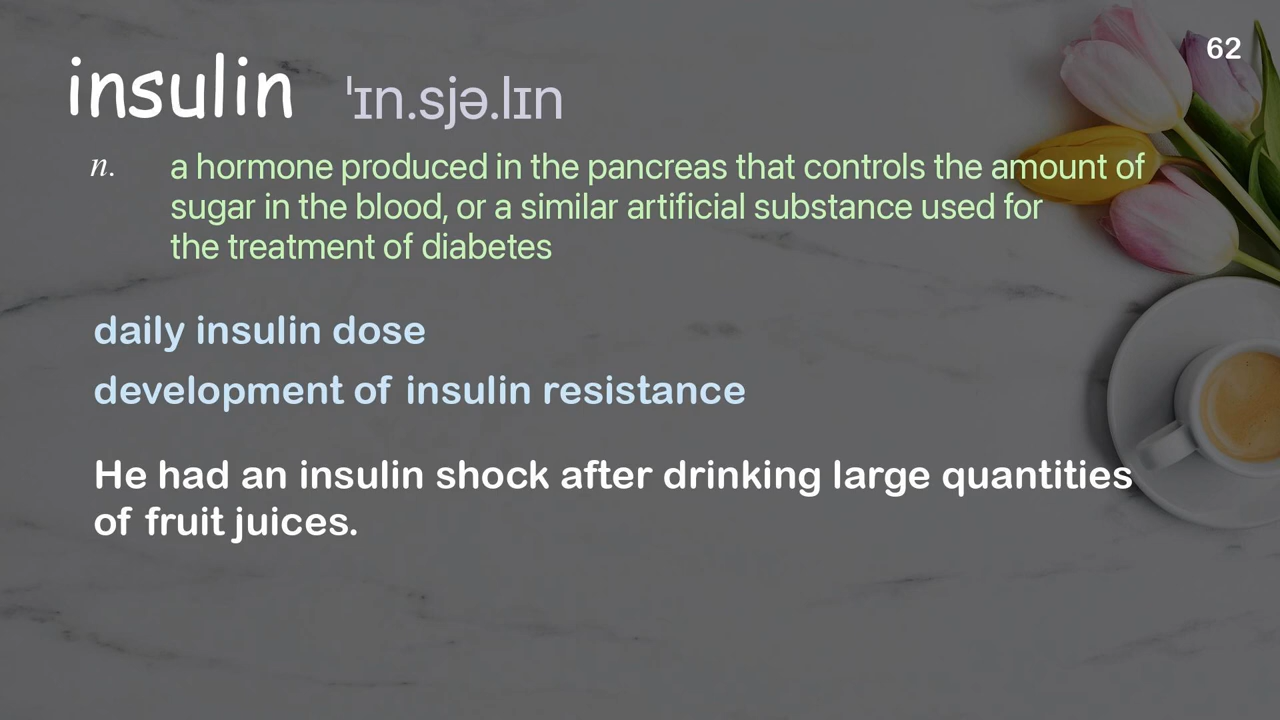 62
insulin ˈɪn.sjə.lɪn
n. a hormone produced in the pancreas that controls the amount of
sugar in the blood, or a similar artificial substance used for
the treatment of diabetes
daily insulin dose
development of insulin resistance
He had an insulin shock after drinking large quantities
of fruit juices.